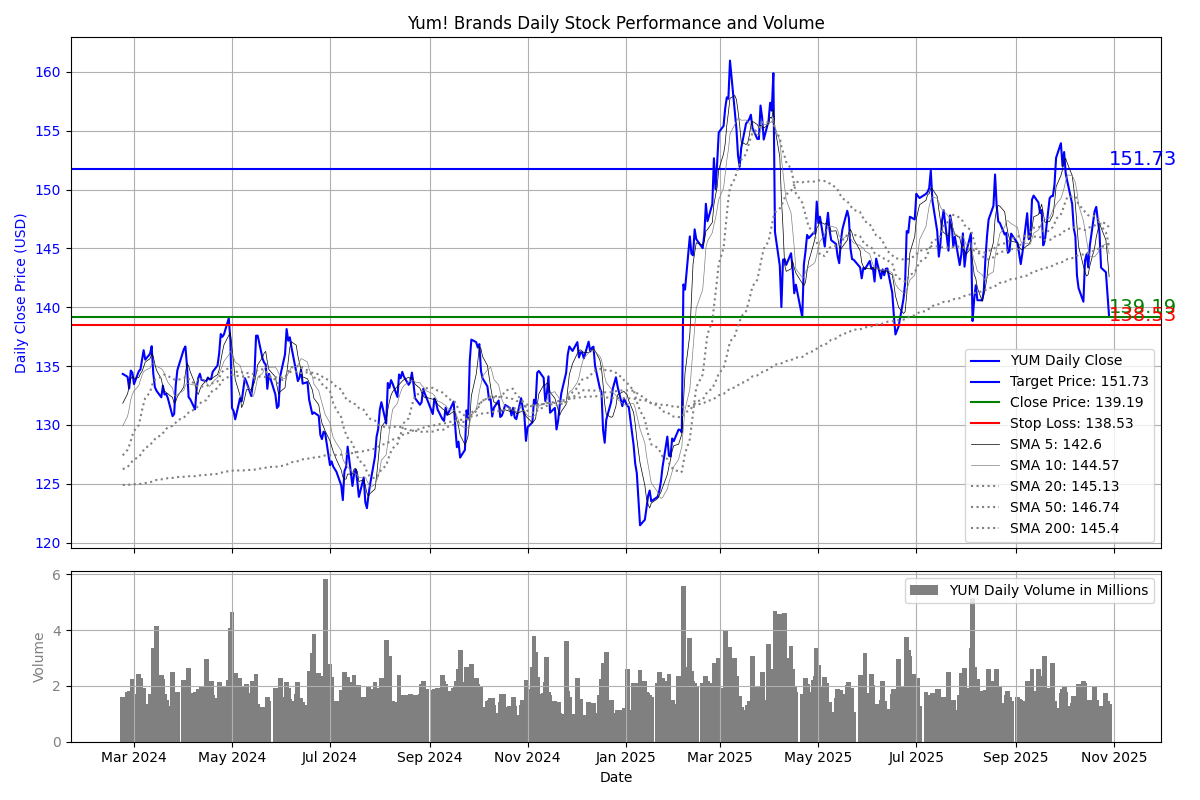 Yum! Brands Daily Stock Performance and Volume
Daily Close Price (USD)
160
155
150
145
140
135
130
125
120
151.73
139.19
138.53
YUM Daily Close
Target Price: 151.73
Close Price: 139.19
Stop Loss: 138.53
SMA 5: 142.6
SMA 10: 144.57
SMA 20: 145.13
SMA 50: 146.74
SMA 200: 145.4
Volume
6
4
2
0
YUM Daily Volume in Millions
Mar 2024
May 2024
Jul 2024
Sep 2024
Nov 2024
Jan 2025
Mar 2025
May 2025
Jul 2025
Sep 2025
Nov 2025
Date